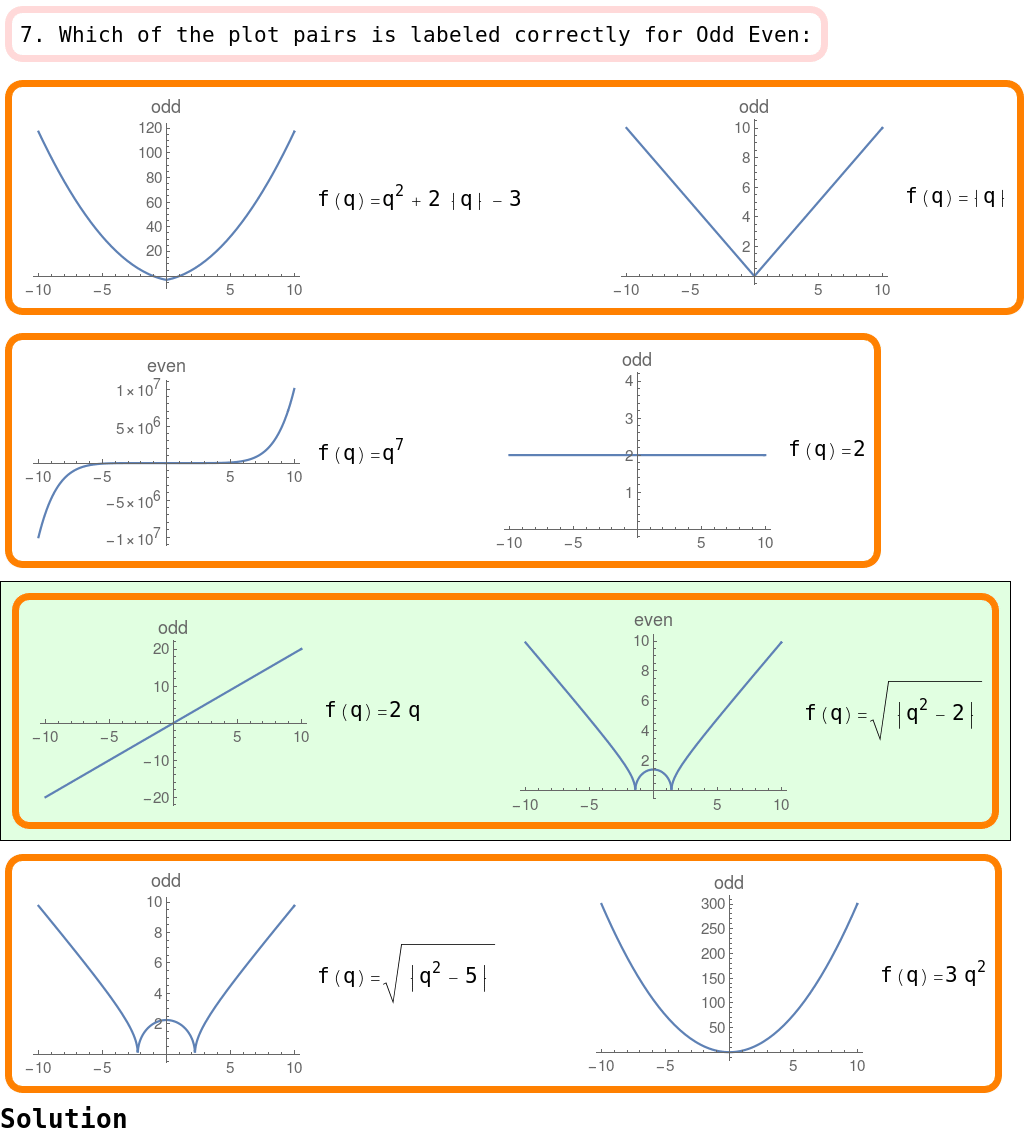 7. Which of the plot pairs is labeled correctly for Odd Even:
odd
120
100
80
60
40
20
−10 −5 5 10
f(q)=q² + 2 |q| − 3
odd
10
8
6
4
2
−10 −5 5 10
f(q)=|q|
even
1×10⁷
5×10⁶
−10 −5 5 10
−5×10⁶
−1×10⁷
f(q)=q⁷
odd
4
3
2
1
−10 −5 5 10
f(q)=2
odd
20
10
−10 −5 5 10
−10
−20
f(q)=2 q
even
10
8
6
4
2
−10 −5 5 10
f(q)=√|q² − 2|
odd
10
8
6
4
2
−10 −5 5 10
f(q)=√|q² − 5|
odd
300
250
200
150
100
50
−10 −5 5 10
f(q)=3 q²
Solution